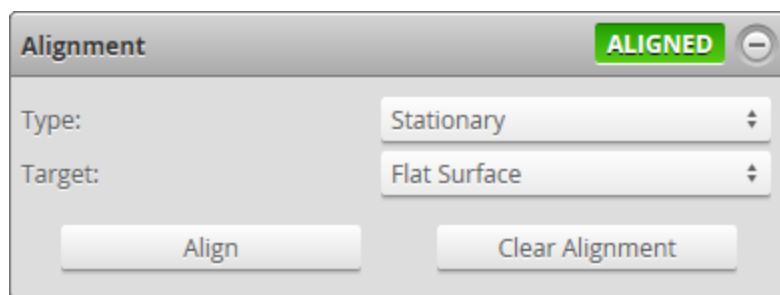 Alignment ALIGNED
Type: Stationary
Target: Flat Surface
Align Clear Alignment